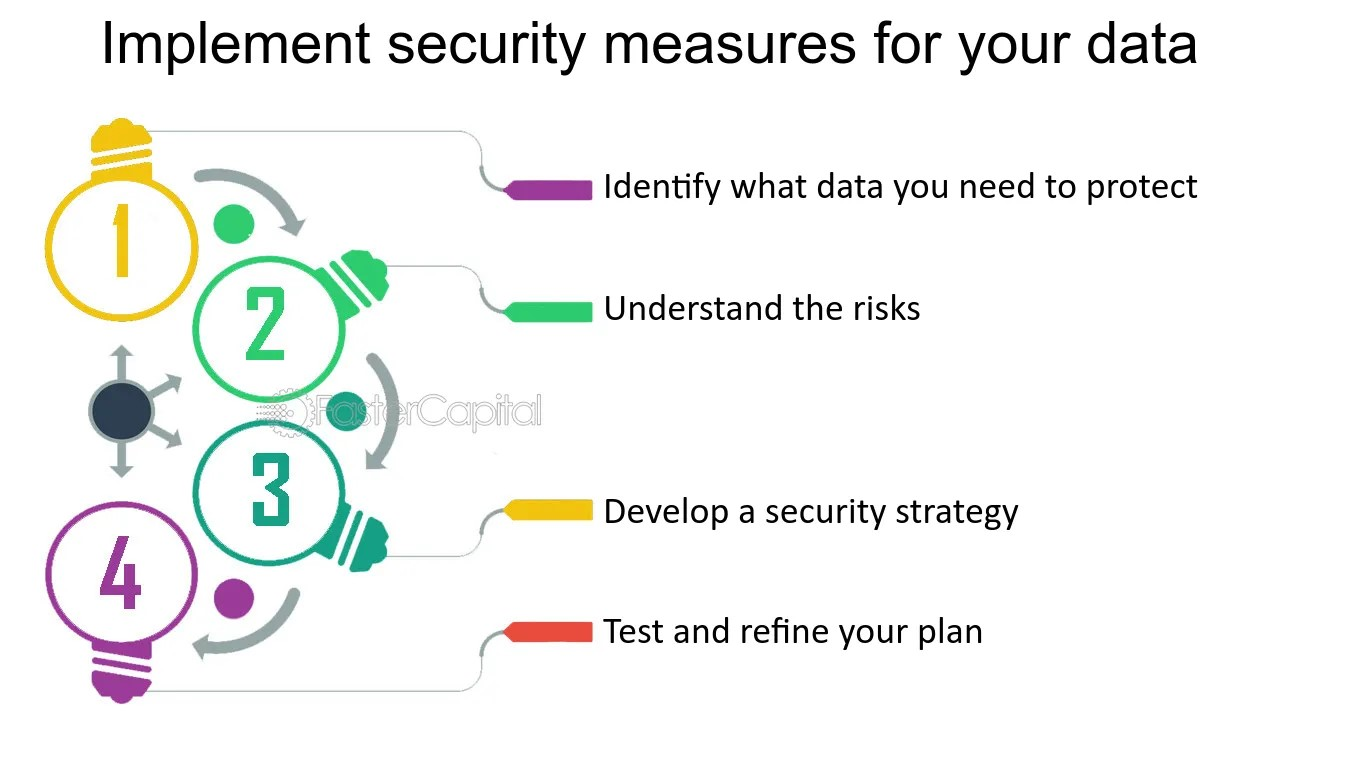 Implement security measures for your data
1
Identify what data you need to protect
2
Understand the risks
FasterCapital
3
Develop a security strategy
4
Test and refine your plan